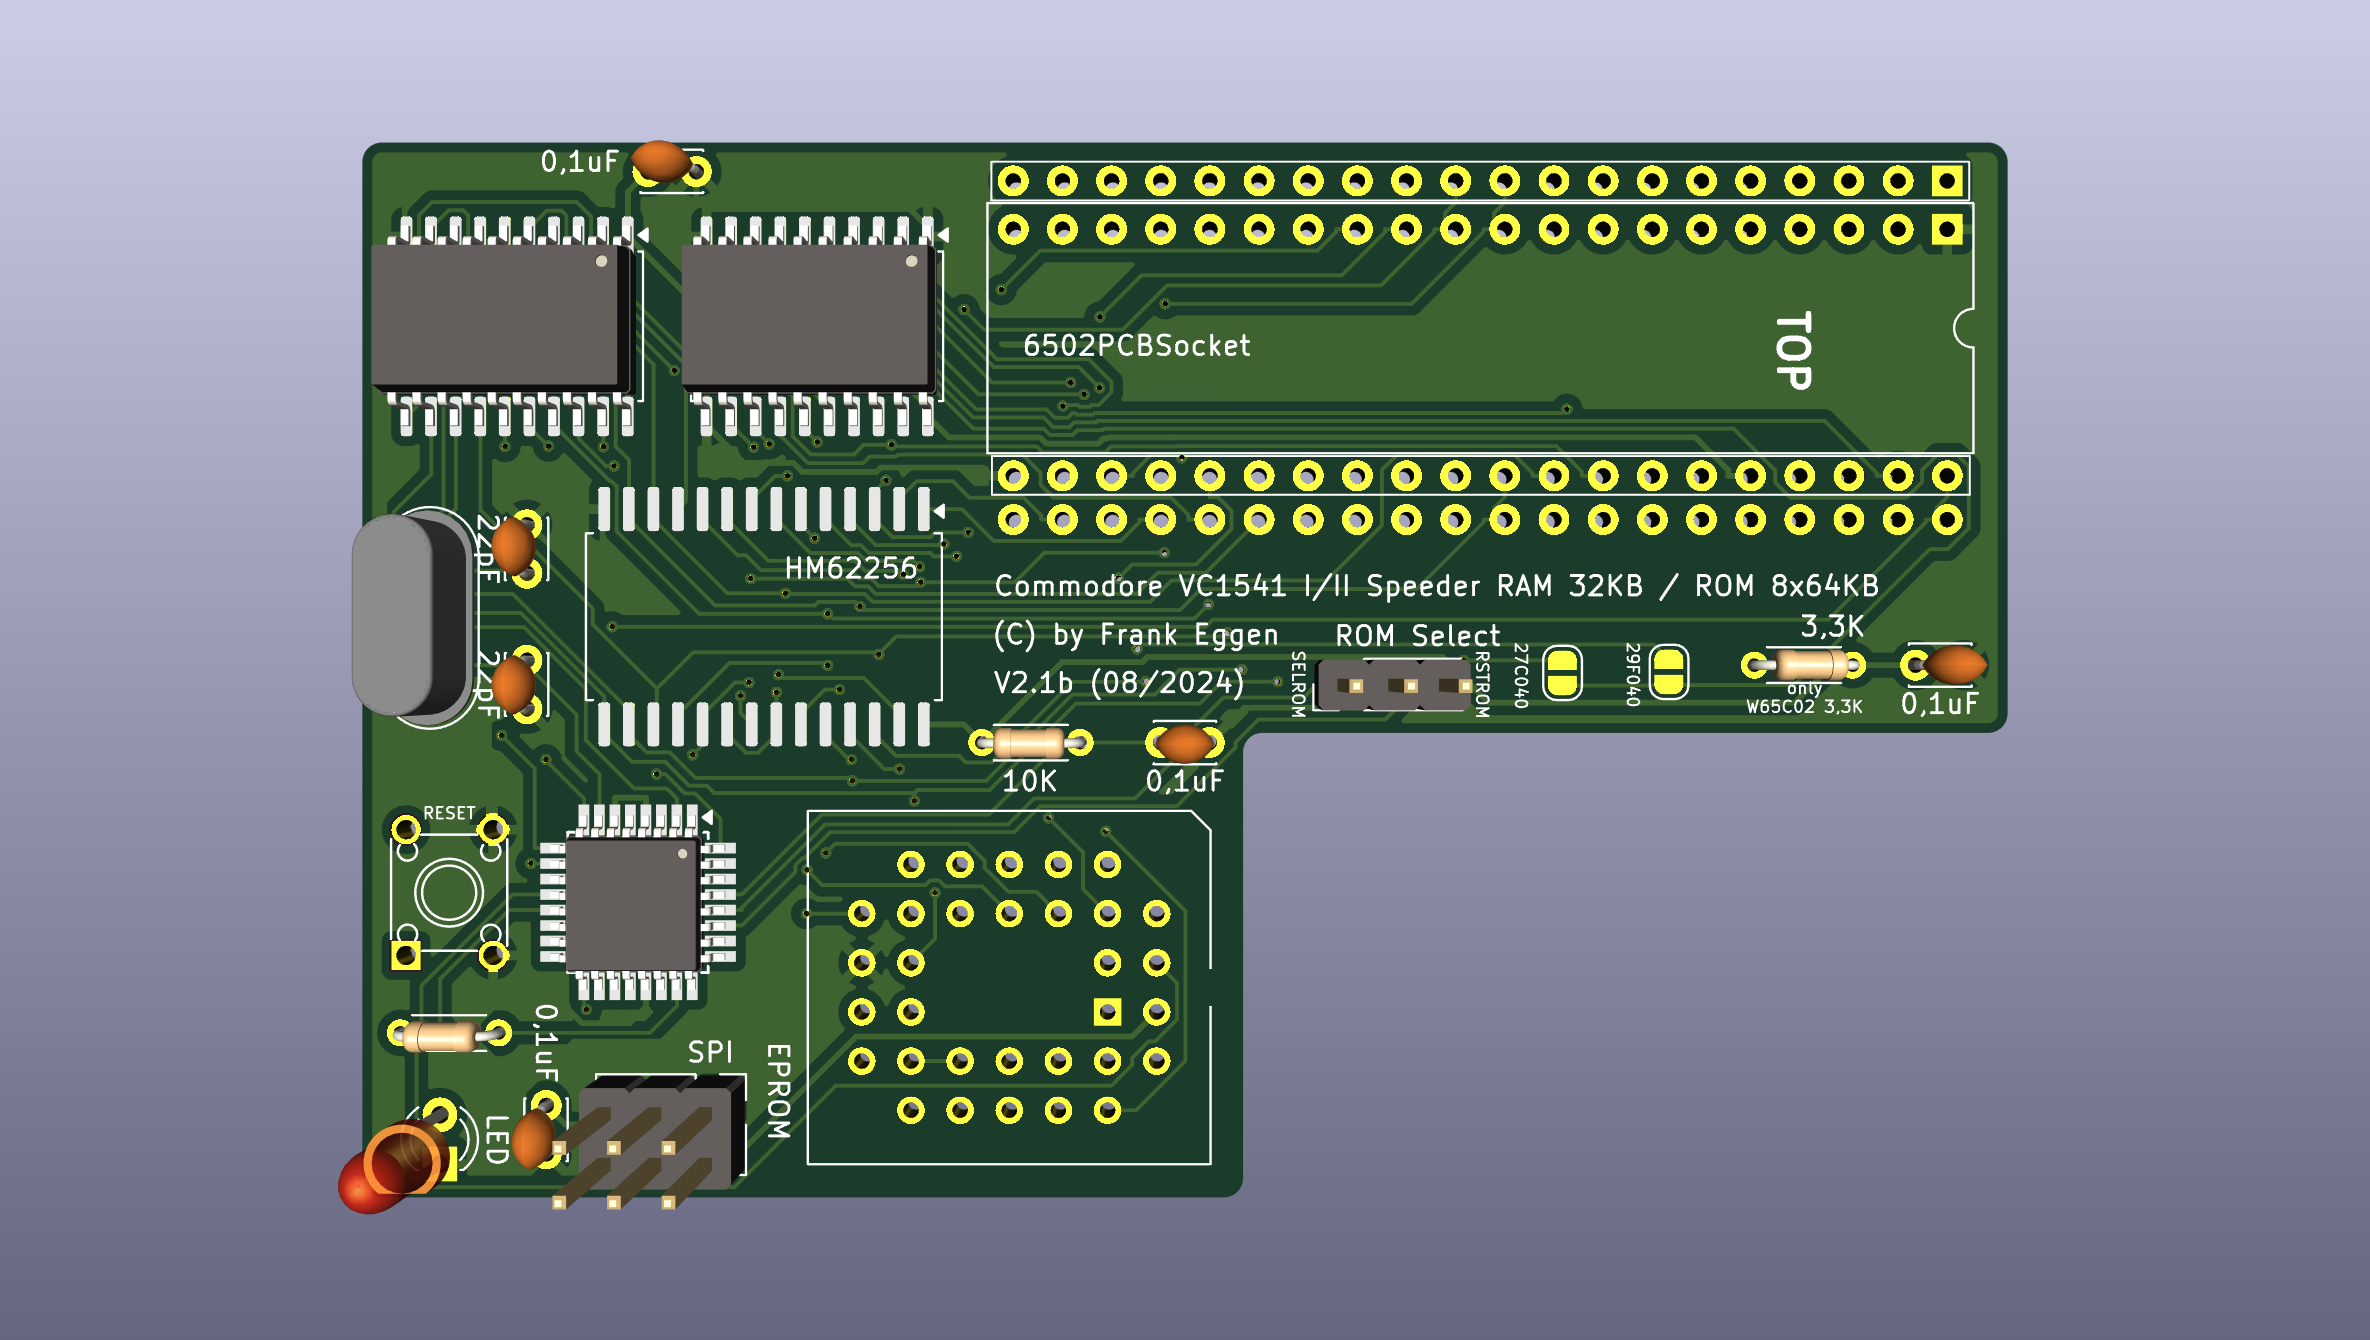 0,1uF
TOP
6502PCBSocket
22pF
HM62256
Commodore VC1541 I/II Speeder RAM 32KB / ROM 8x64KB
(C) by Frank Eggen
ROM Select
3,3K
22pF
SELROM
RSTROM
27C040
29F040
V2.1b (08/2024)
only
W65C02 3,3K
0,1uF
10K
0,1uF
RESET
0,1uF
SPI
EPROM
LED